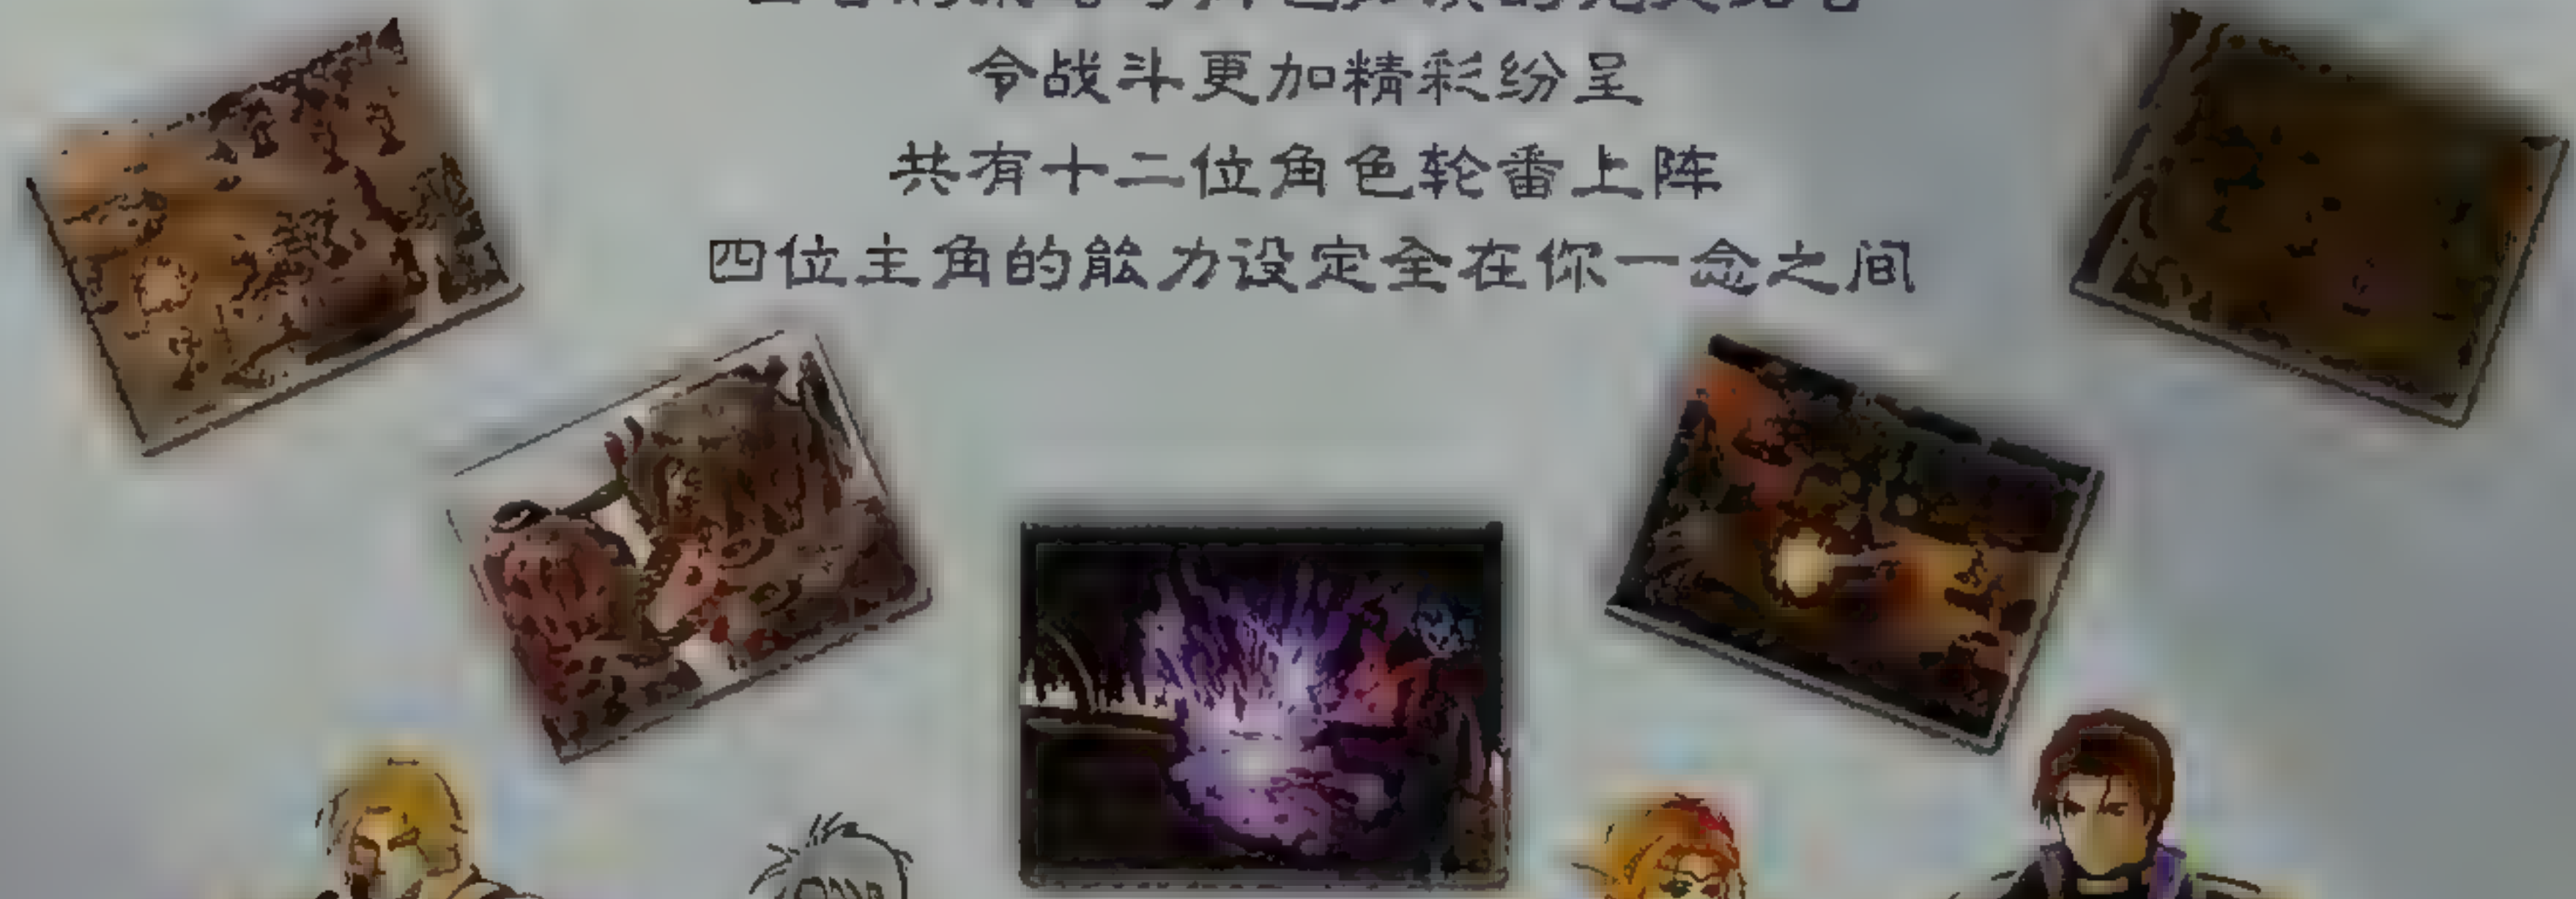 令战斗更加精彩纷呈
共有十二位角色轮番上阵
四位主角的能力设定全在你一念之间